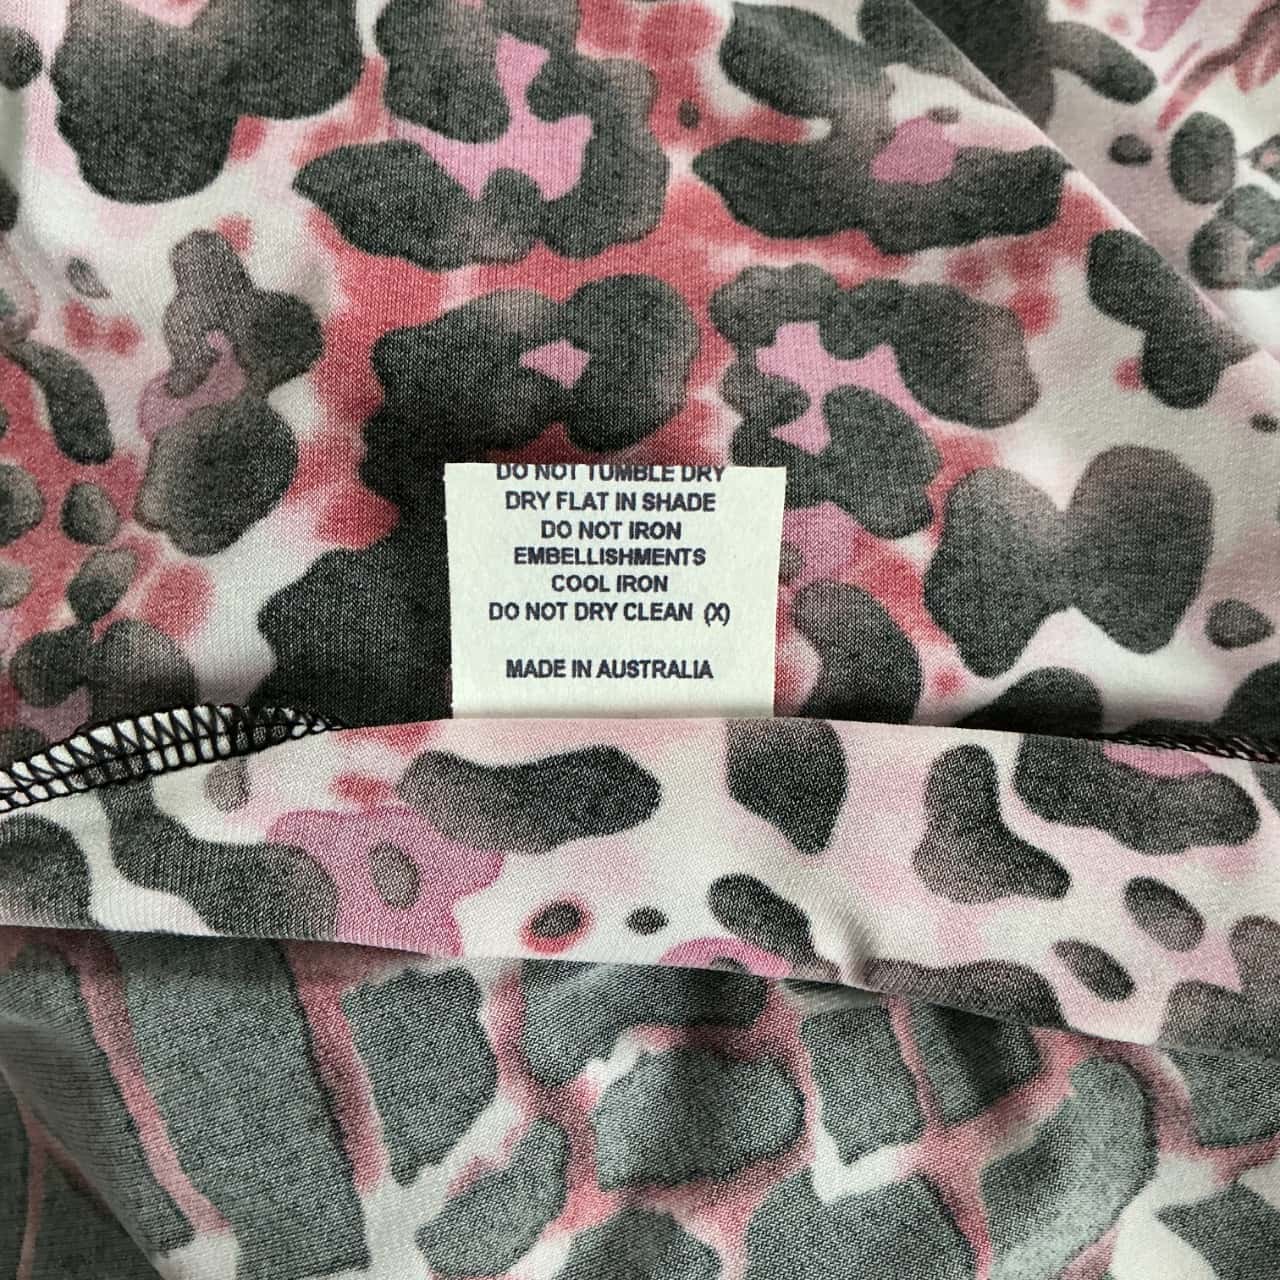 DO NOT TUMBLE DRY
DRY FLAT IN SHADE
DO NOT IRON
EMBELLISHMENTS
COOL IRON
DO NOT DRY CLEAN (X)
MADE IN AUSTRALIA